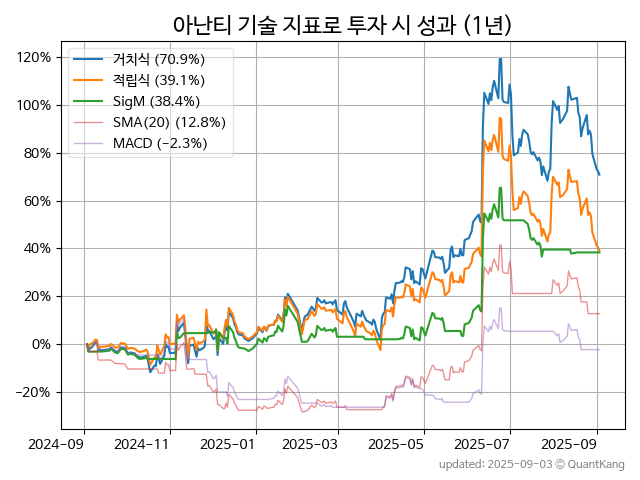 아난티 기술 지표로 투자 시 성과 (1년)
120%
100%
80%
60%
40%
20%
0%
−20%
거치식 (70.9%)
적립식 (39.1%)
SigM (38.4%)
SMA(20) (12.8%)
MACD (−2.3%)
2024-09
2024-11
2025-01
2025-03
2025-05
2025-07
2025-09
updated: 2025-09-03 © QuantKang